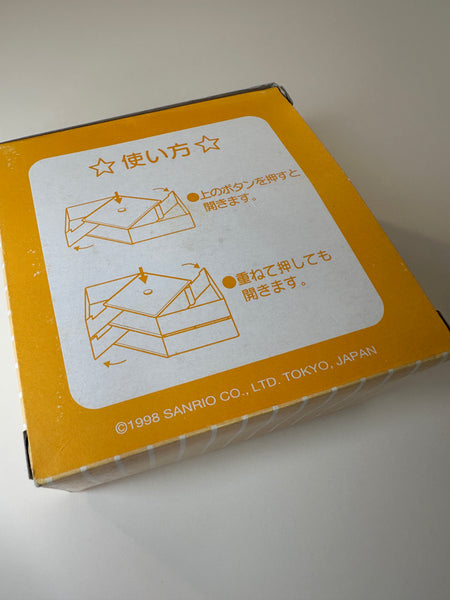 ☆使い方☆
●上のボタンを押すと
開きます。
●重ねて押しても
開きます。
©1998 SANRIO CO., LTD. TOKYO, JAPAN